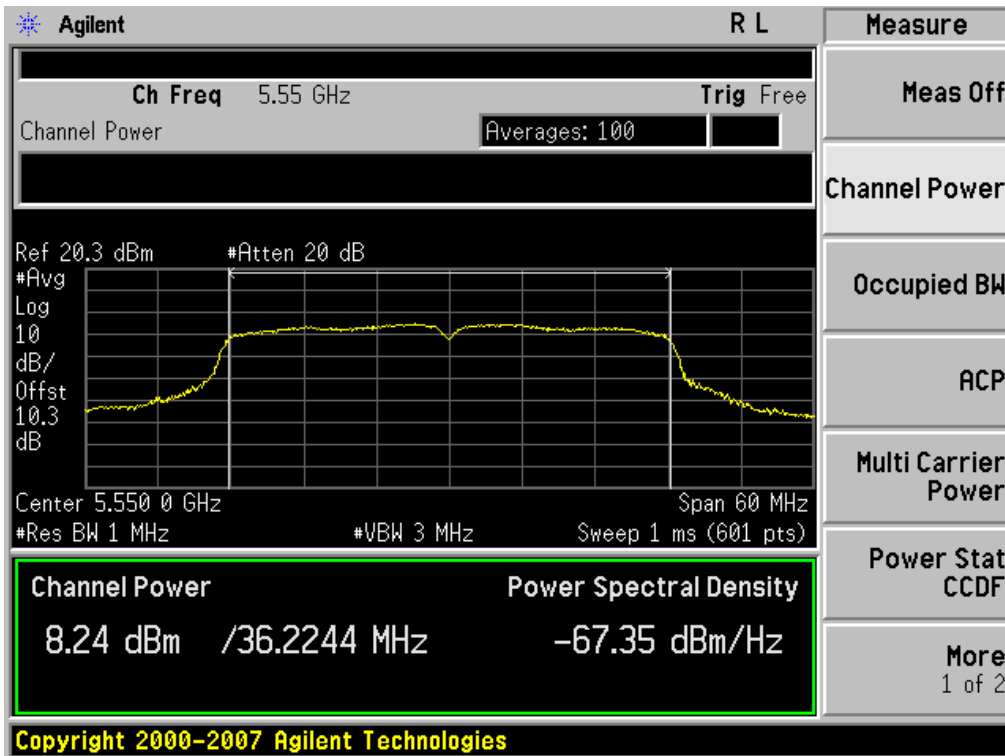 Agilent R L Measure
Ch Freq 5.55 GHz Trig Free
Channel Power Averages: 100
Meas Off
Channel Power
Occupied BW
ACP
Multi Carrier
Power
Power Stat
CCDF
More
1 of 2
Ref 20.3 dBm #Atten 20 dB
#Avg
Log
10
dB/
Offst
10.3
dB
Center 5.550 0 GHz Span 60 MHz
#Res BW 1 MHz #VBW 3 MHz Sweep 1 ms (601 pts)
Channel Power Power Spectral Density
8.24 dBm /36.2244 MHz -67.35 dBm/Hz
Copyright 2000-2007 Agilent Technologies